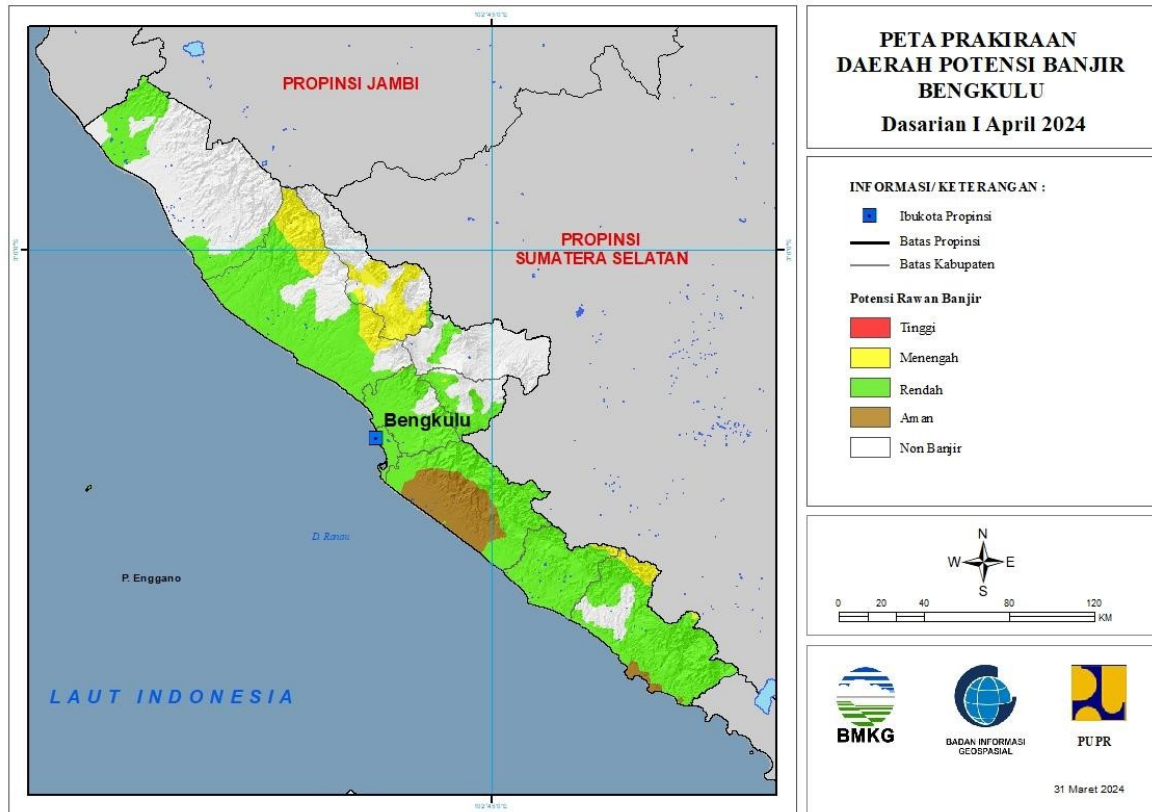 PETA PRAKIRAAN
DAERAH POTENSI BANJIR
BENGKULU
Dasarian I April 2024
INFORMASI/ KETERANGAN :
Ibukota Propinsi
Batas Propinsi
Batas Kabupaten
Potensi Rawan Banjir
Tinggi
Menengah
Rendah
Aman
Non Banjir
N
W E
S
0 20 40 80 120
KM
BMKG
BADAN INFORMASI
GEOSPASIAL
PUPR
31 Maret 2024
PROPINSI JAMBI
PROPINSI
SUMATERA SELATAN
Bengkulu
D. Ranau
P. Enggano
LAUT INDONESIA